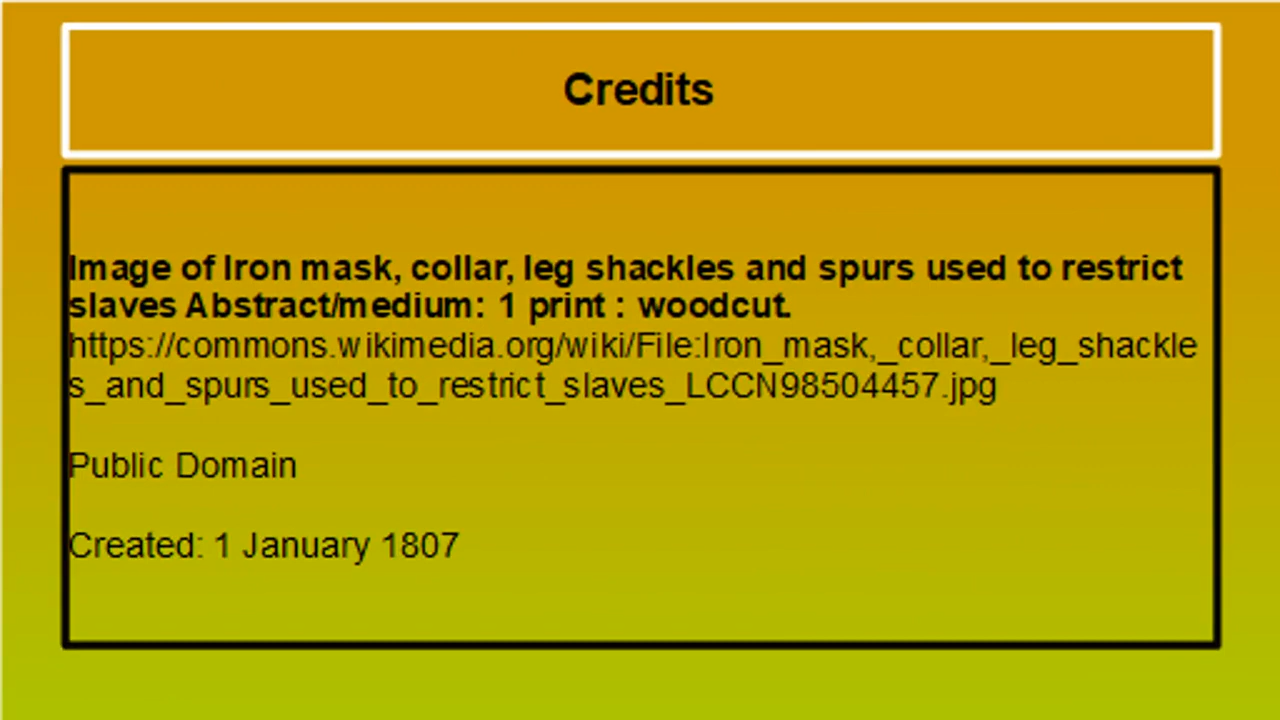 Credits
Image of Iron mask, collar, leg shackles and spurs used to restrict
slaves Abstract/medium: 1 print : woodcut.
https://commons.wikimedia.org/wiki/File:Iron_mask,_collar,_leg_shackle
s_and_spurs_used_to_restrict_slaves_LCCN98504457.jpg
Public Domain
Created: 1 January 1807